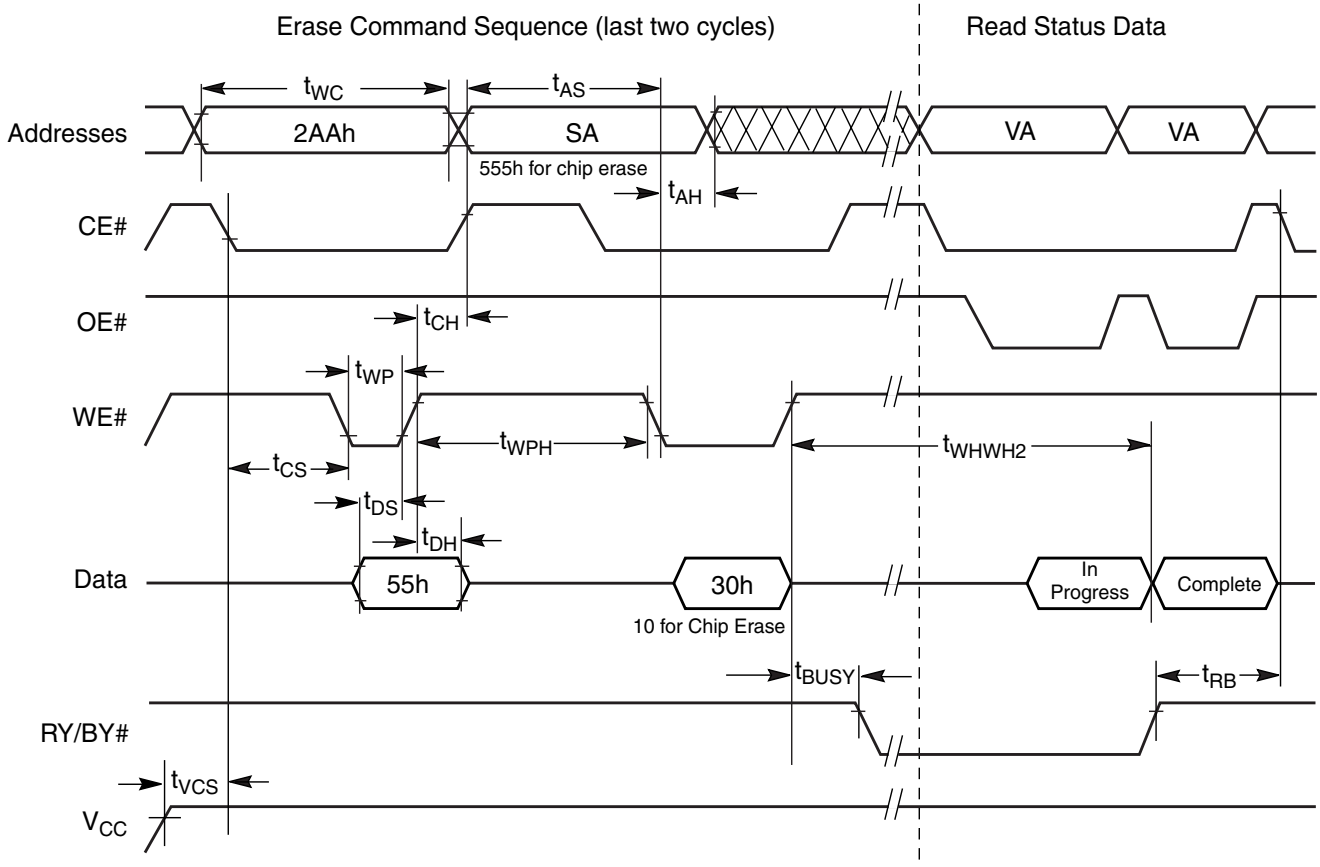 Erase Command Sequence (last two cycles)
Read Status Data
tWC
tAS
Addresses
2AAh
SA
VA
VA
555h for chip erase
tAH
CE#
OE#
tCH
tWP
WE#
tWPH
tWHWH2
tCS
tDS
tDH
Data
55h
30h
In
Progress
Complete
10 for Chip Erase
tBUSY
tRB
RY/BY#
tVCS
VCC